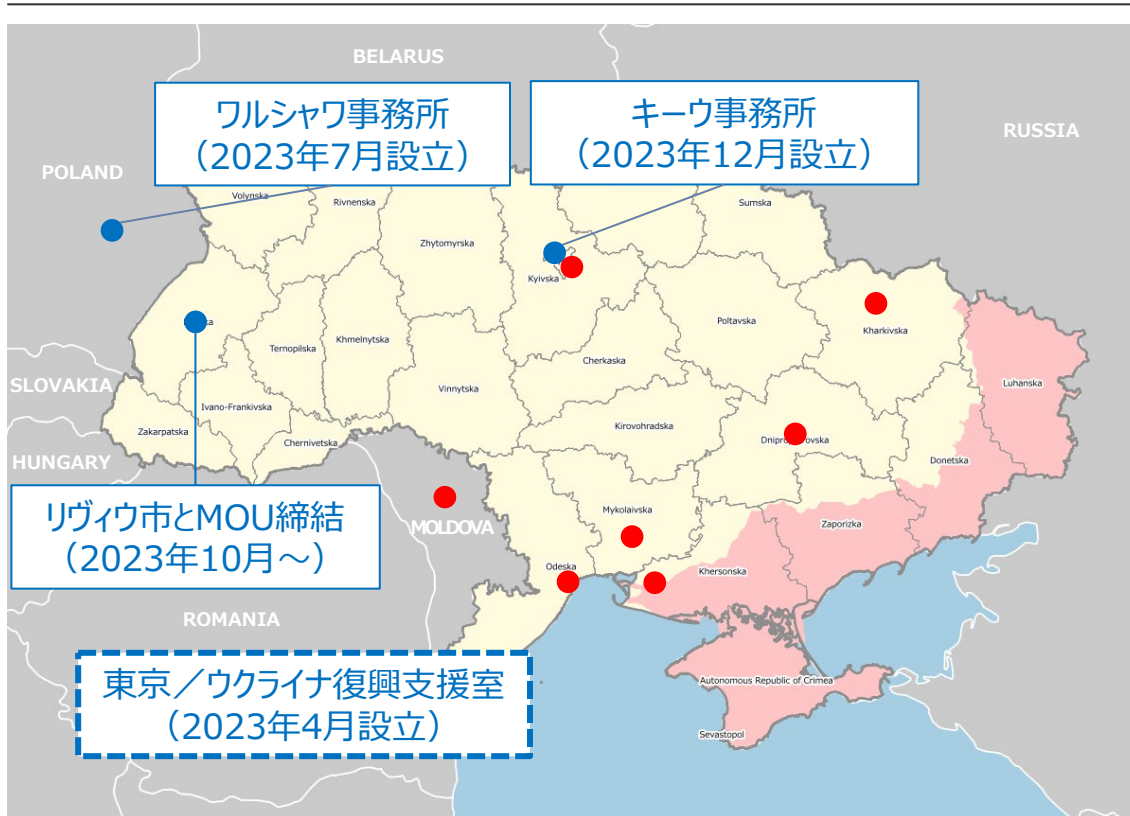 BELARUS
ワルシャワ事務所
（2023年7月設立）
キーウ事務所
（2023年12月設立）
RUSSIA
POLAND
Volynska
Rivnenska
Sumska
Zhytomyrska
Kyivska
Kharkivska
Poltavska
Ternopilska
Khmelnytska
Cherkaska
Luhanska
SLOVAKIA
Vinnytska
Ivano-Frankivska
Zakarpatska
Chernivetska
Kirovohradska
Donetska
HUNGARY
リヴィウ市とMOU締結
（2023年10月～）
MOLDOVA
Mykolaivska
Zaporizka
Odeska
Khersonska
ROMANIA
東京／ウクライナ復興支援室
（2023年4月設立）
Autonomous Republic of Crimea
Sevastopol